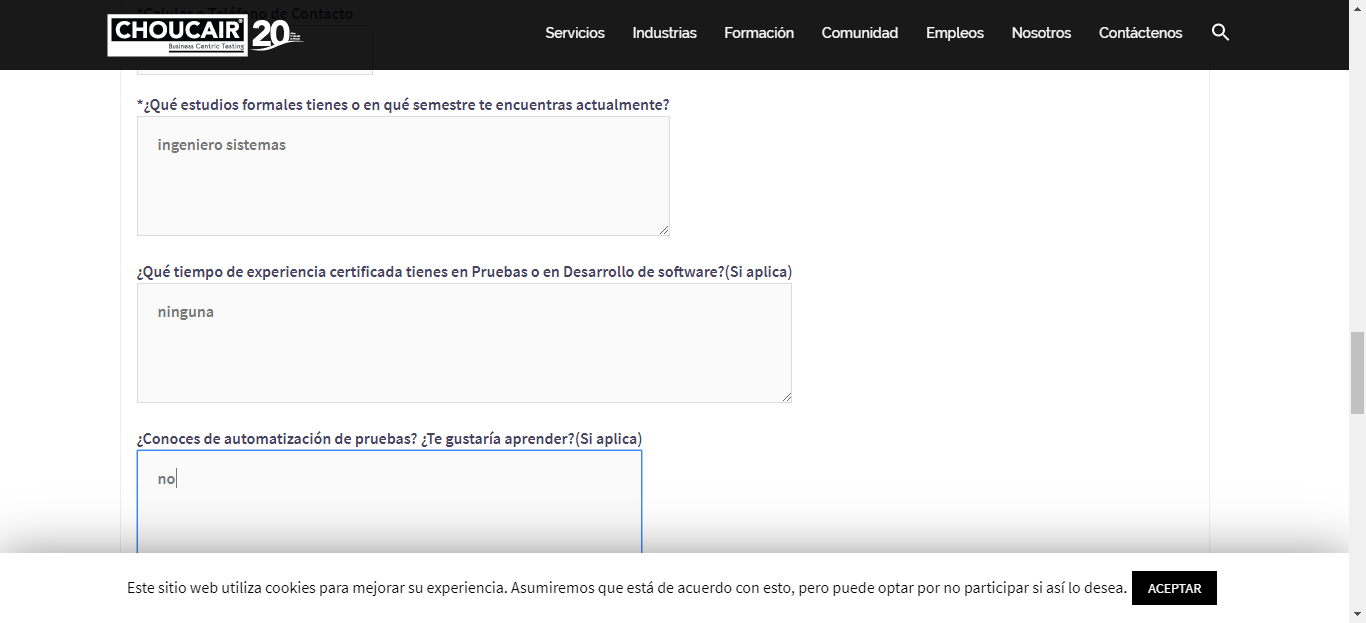 *Celular o Teléfono de Contacto
CHOUCAIR
Business Centric Testing
20
Servicios
Industrias
Formación
Comunidad
Empleos
Nosotros
Contáctenos
*¿Qué estudios formales tienes o en qué semestre te encuentras actualmente?
ingeniero sistemas
¿Qué tiempo de experiencia certificada tienes en Pruebas o en Desarrollo de software?(Si aplica)
ninguna
¿Conoces de automatización de pruebas? ¿Te gustaría aprender?(Si aplica)
no
Este sitio web utiliza cookies para mejorar su experiencia. Asumiremos que está de acuerdo con esto, pero puede optar por no participar si así lo desea.
ACEPTAR